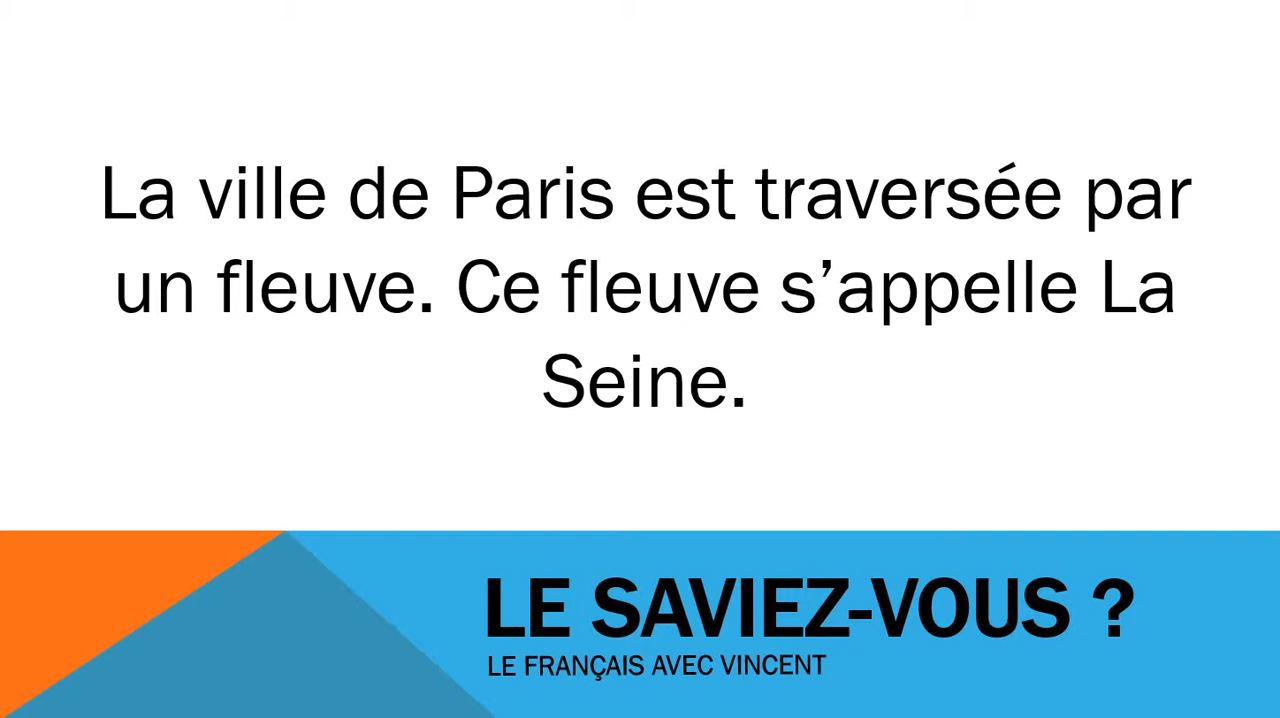 La ville de Paris est traversée par
un fleuve. Ce fleuve s’appelle La
Seine.
LE SAVIEZ-VOUS ?
LE FRANÇAIS AVEC VINCENT